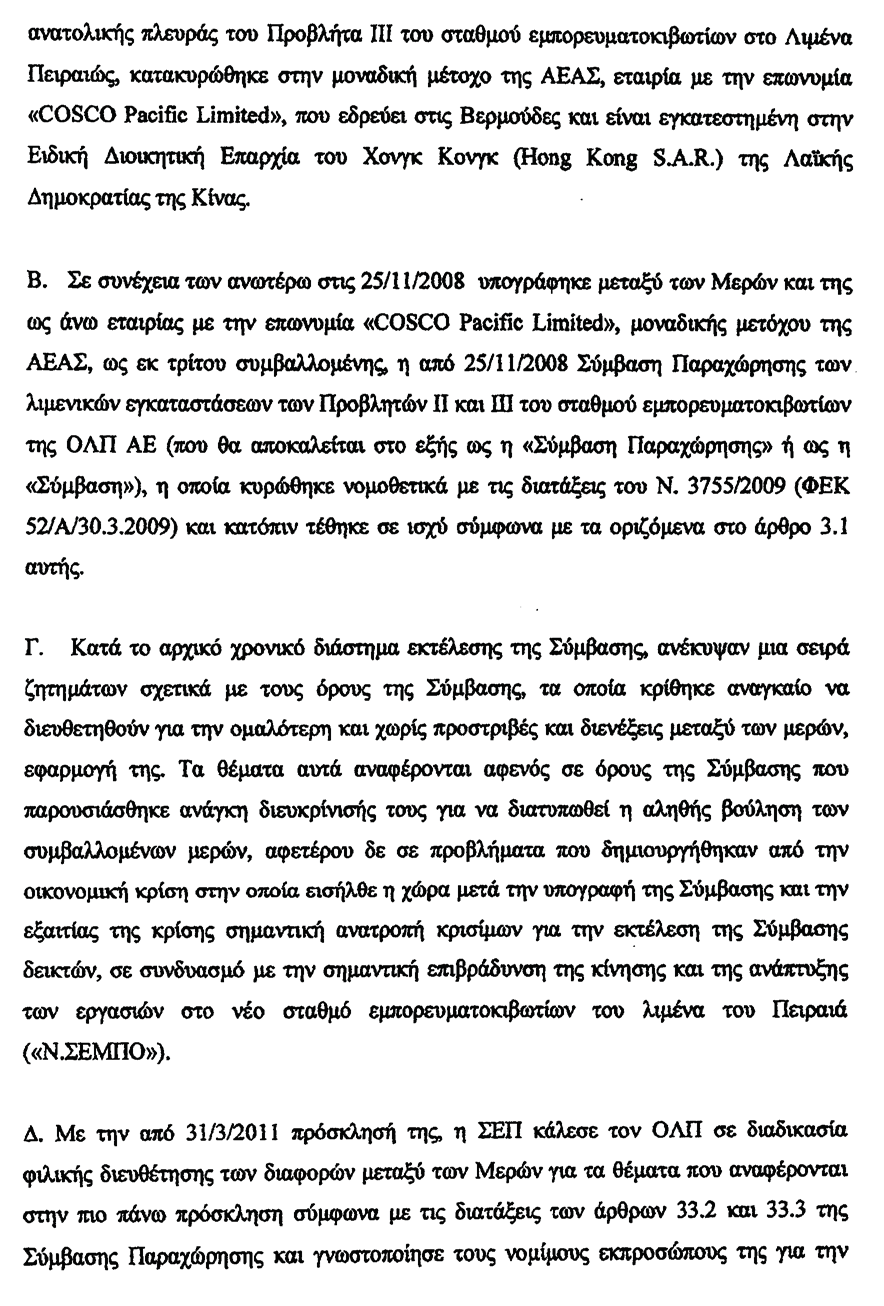 ανατολικής πλευράς του Προβλήτα ΙΙΙ του σταθμού εμπορευματοκιβωτίων στο Λιμένα
Πειραιώς, κατακυρώθηκε στην μοναδική μέτοχο της ΑΕΑΣ, εταιρία με την επωνυμία
«COSCO Pacific Limited», που εδρεύει στις Βερμούδες και είναι εγκατεστημένη στην
Ειδική Διοικητική Επαρχία του Χονγκ Κονγκ (Hong Kong S.A.R.) της Λαϊκής
Δημοκρατίας της Κίνας.
Β. Σε συνέχεια των ανωτέρω στις 25/11/2008 υπογράφηκε μεταξύ των Μερών και της
ως άνω εταιρίας με την επωνυμία «COSCO Pacific Limited», μοναδικής μετόχου της
ΑΕΑΣ, ως εκ τρίτου συμβαλλομένης, η από 25/11/2008 Σύμβαση Παραχώρησης των
λιμενικών εγκαταστάσεων των Προβλητών ΙΙ και ΙΙΙ του σταθμού εμπορευματοκιβωτίων
της ΟΛΠ ΑΕ (που θα αποκαλείται στο εξής ως η «Σύμβαση Παραχώρησης» ή ως η
«Σύμβαση»), η οποία κυρώθηκε νομοθετικά με τις διατάξεις του Ν. 3755/2009 (ΦΕΚ
52/Α/30.3.2009) και κατόπιν τέθηκε σε ισχύ σύμφωνα με τα οριζόμενα στο άρθρο 3.1
αυτής.
Γ. Κατά το αρχικό χρονικό διάστημα εκτέλεσης της Σύμβασης, ανέκυψαν μια σειρά
ζητημάτων σχετικά με τους όρους της Σύμβασης, τα οποία κρίθηκε αναγκαίο να
διευθετηθούν για την ομαλότερη και χωρίς προστριβές και διενέξεις μεταξύ των μερών,
εφαρμογή της. Τα θέματα αυτά αναφέρονται αφενός σε όρους της Σύμβασης που
παρουσιάσθηκε ανάγκη διευκρίνισής τους για να διατυπωθεί η αληθής βούληση των
συμβαλλομένων μερών, αφετέρου δε σε προβλήματα που δημιουργήθηκαν από την
οικονομική κρίση στην οποία εισήλθε η χώρα μετά την υπογραφή της Σύμβασης και την
εξαιτίας της κρίσης σημαντική ανατροπή κρισίμων για την εκτέλεση της Σύμβασης
δεικτών, σε συνδυασμό με την σημαντική επιβράδυνση της κίνησης και της ανάπτυξης
των εργασιών στο νέο σταθμό εμπορευματοκιβωτίων του λιμένα του Πειραιά
(«Ν.ΣΕΜΠΟ»).
Δ. Με την από 31/3/2011 πρόσκλησή της, η ΣΕΠ κάλεσε τον ΟΛΠ σε διαδικασία
φιλικής διευθέτησης των διαφορών μεταξύ των Μερών για τα θέματα που αναφέρονται
στην πιο πάνω πρόσκληση σύμφωνα με τις διατάξεις των άρθρων 33.2 και 33.3 της
Σύμβασης Παραχώρησης και γνωστοποίησε τους νομίμους εκπροσώπους της για την